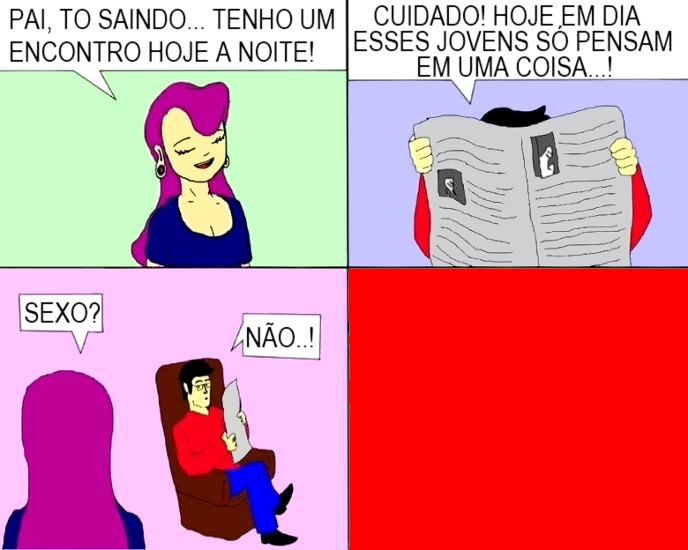 PAI, TO SAINDO... TENHO UM
ENCONTRO HOJE A NOITE!
CUIDADO! HOJE EM DIA
ESSES JOVENS SÓ PENSAM
EM UMA COISA...!
SEXO?
NÃO..!